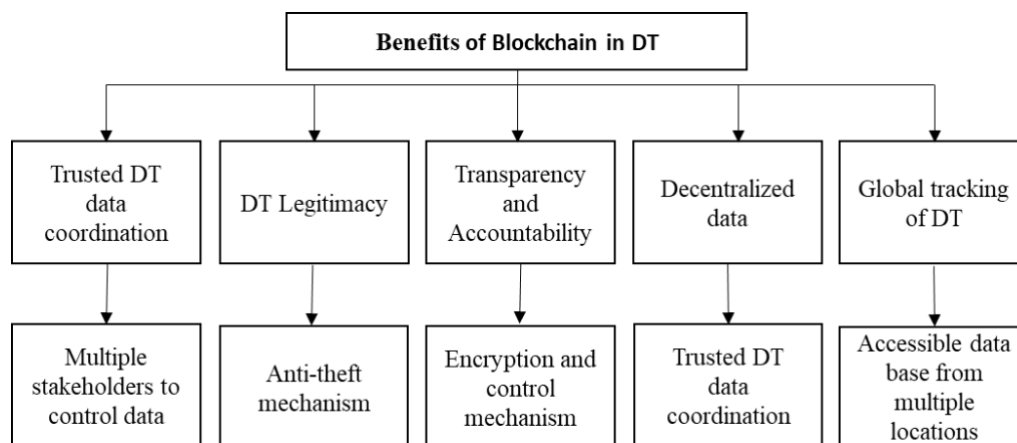 Benefits of Blockchain in DT
Trusted DT
data
coordination
DT Legitimacy
Transparency
and
Accountability
Decentralized
data
Global tracking
of DT
Multiple
stakeholders to
control data
Anti-theft
mechanism
Encryption and
control
mechanism
Trusted DT
data
coordination
Accessible data
base from
multiple
locations